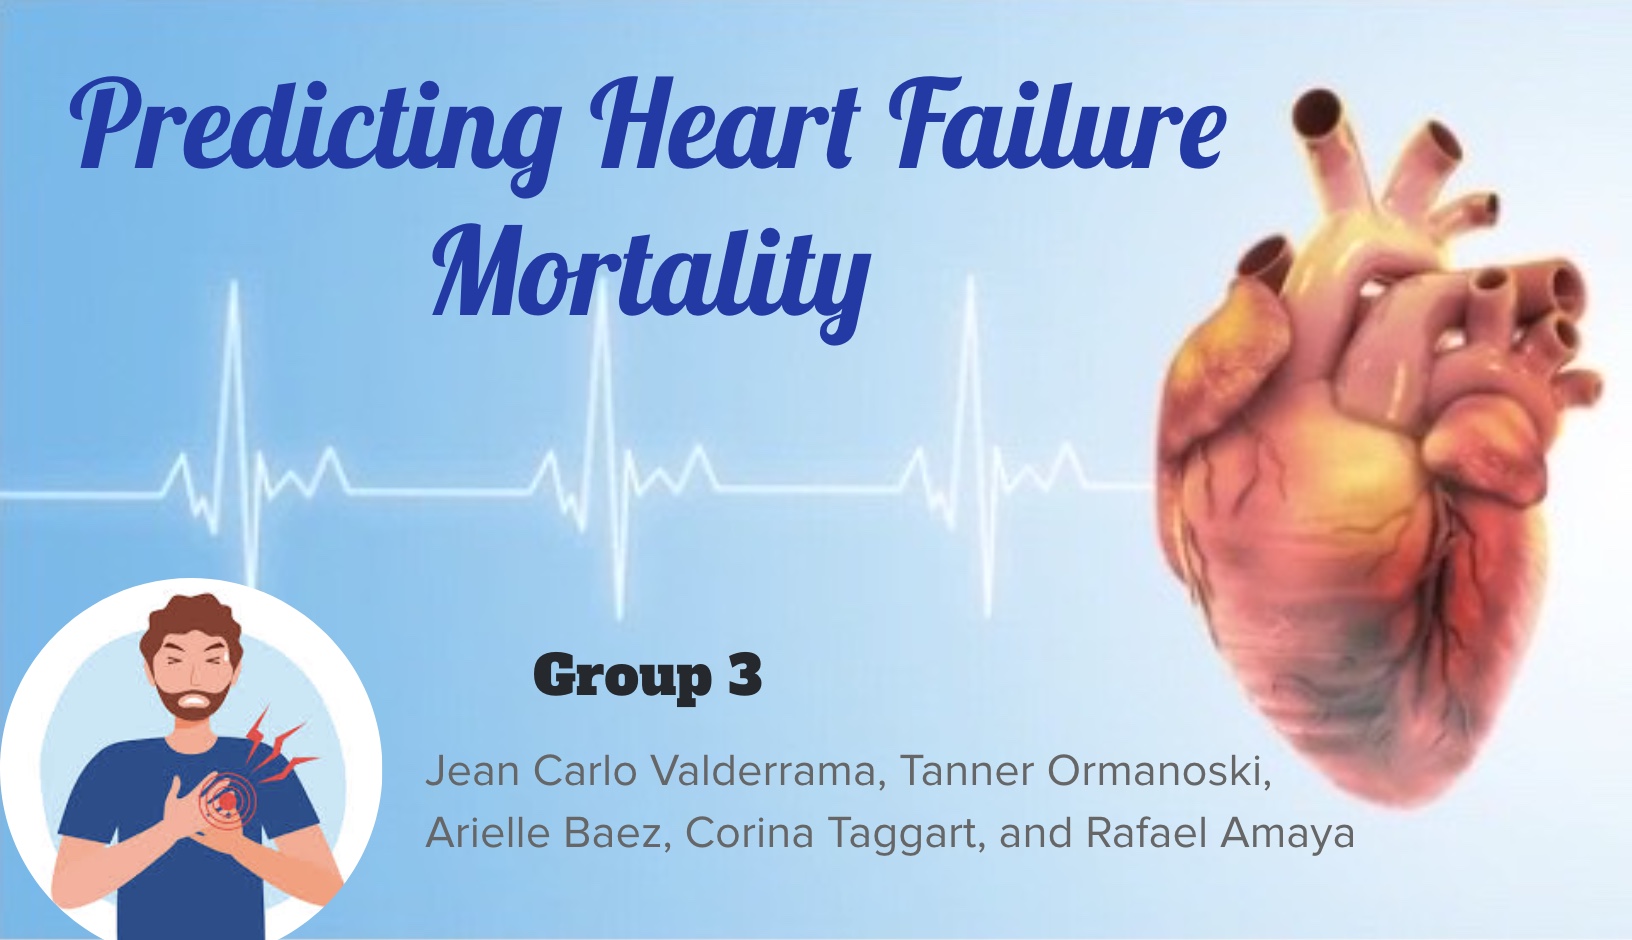 Predicting Heart Failure
Mortality
Group 3
Jean Carlo Valderrama, Tanner Ormanoski,
Arielle Baez, Corina Taggart, and Rafael Amaya